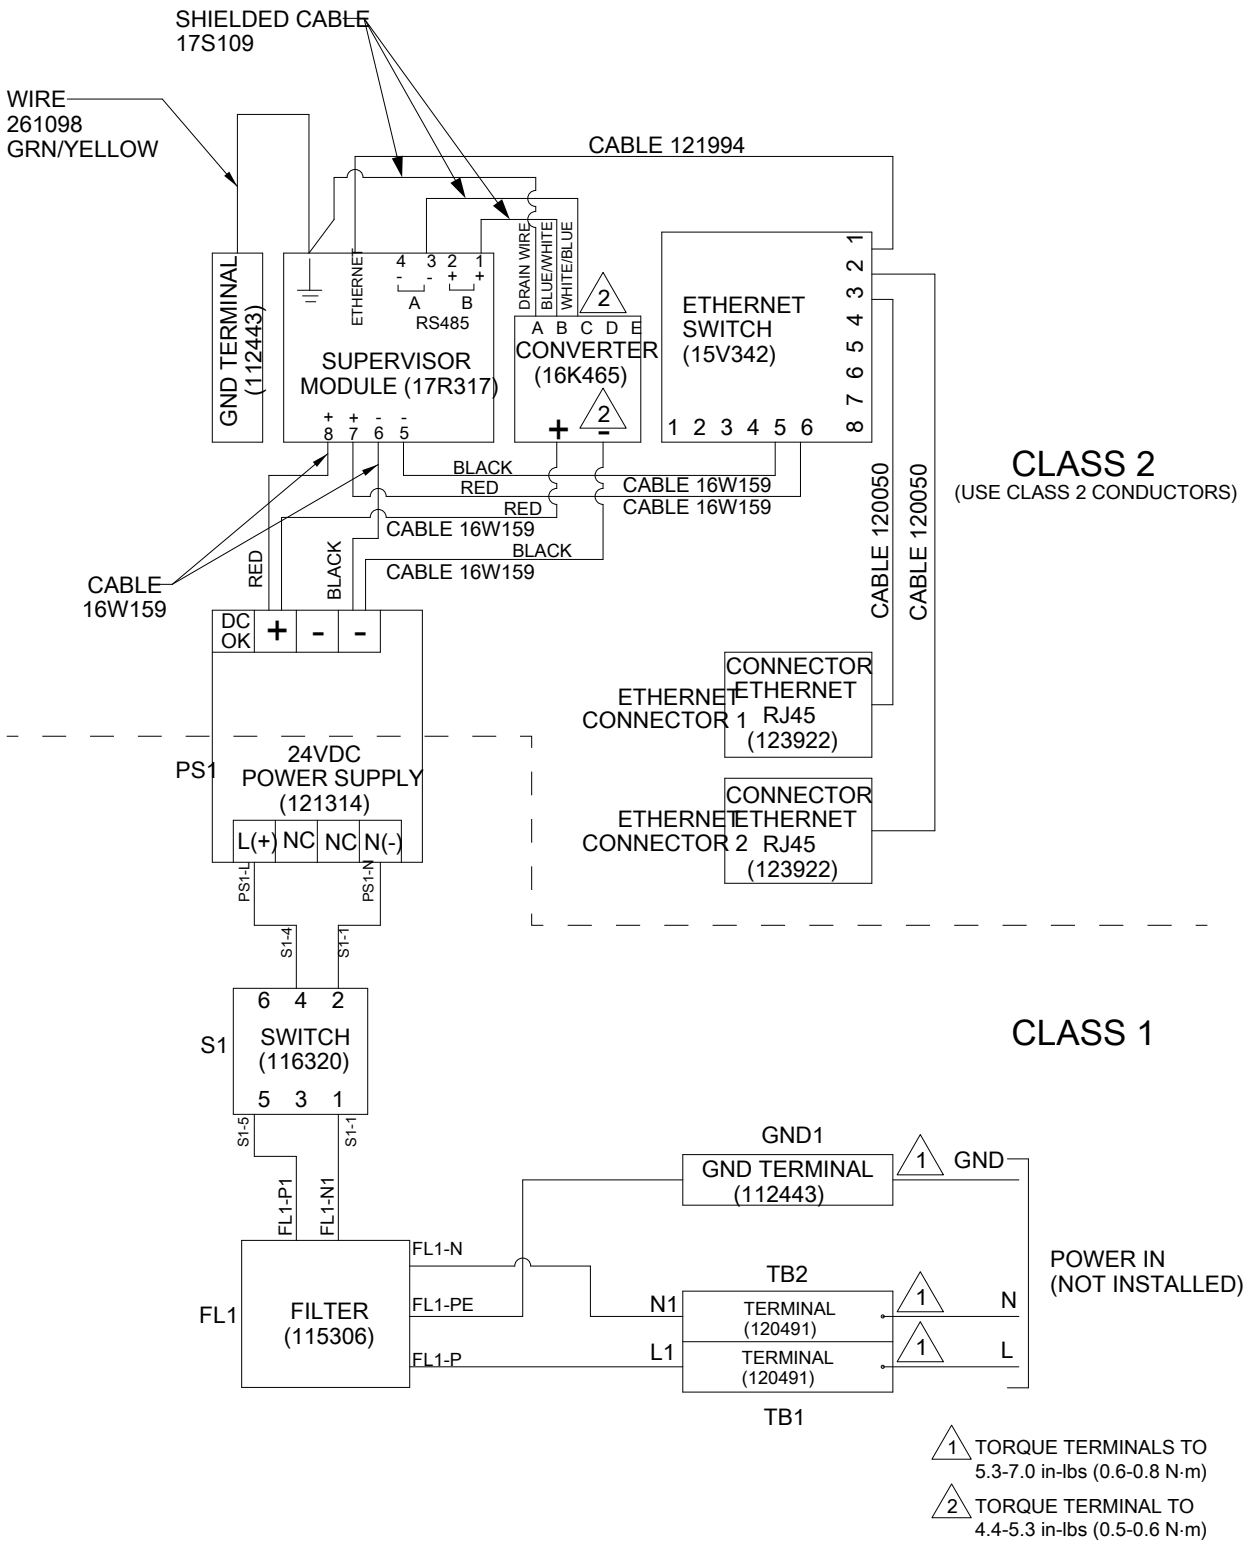 SHIELDED CABLE
17S109
WIRE
261098
GRN/YELLOW
CABLE 121994
GND TERMINAL
(112443)
ETHERNET
4 3 2 1
- - + +
A B
RS485
SUPERVISOR
MODULE (17R317)
+ + - -
8 7 6 5
DRAIN WIRE
BLUE/WHITE
WHITE/BLUE
2
A B C D E
CONVERTER
(16K465)
2
+ -
ETHERNET
SWITCH
(15V342)
1
2
3
4
5
6
7
8
1 2 3 4 5 6
BLACK
CABLE 16W159
RED
CABLE 16W159
RED
CABLE 16W159
BLACK
CABLE 16W159
RED
BLACK
CABLE
16W159
CLASS 2
(USE CLASS 2 CONDUCTORS)
CABLE 120050
CABLE 120050
DC
OK
+ - -
PS1
24VDC
POWER SUPPLY
(121314)
L(+) NC NC N(-)
PS1-L
PS1-N
ETHERNET
CONNECTOR 1
CONNECTOR
ETHERNET
RJ45
(123922)
ETHERNET
CONNECTOR 2
CONNECTOR
ETHERNET
RJ45
(123922)
S1-4
S1-1
6 4 2
S1
SWITCH
(116320)
5 3 1
S1-5
S1-1
CLASS 1
FL1-P1
FL1-N1
FL1
FILTER
(115306)
FL1-N
FL1-PE
FL1-P
GND1
GND TERMINAL
(112443)
1
GND
TB2
N1
TERMINAL
(120491)
1
N
L1
TERMINAL
(120491)
1
L
TB1
POWER IN
(NOT INSTALLED)
1 TORQUE TERMINALS TO
5.3-7.0 in-lbs (0.6-0.8 N·m)
2 TORQUE TERMINAL TO
4.4-5.3 in-lbs (0.5-0.6 N·m)